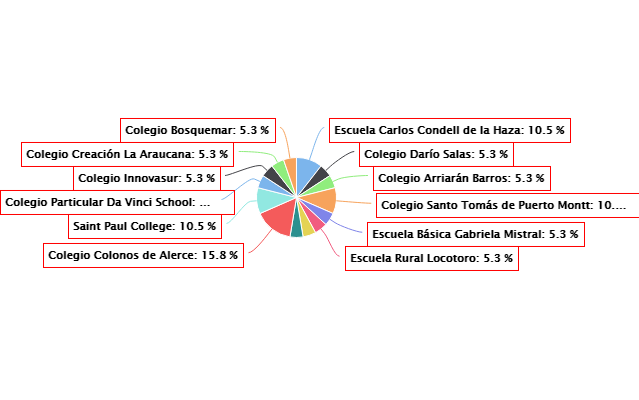 Colegio Bosquemar: 5.3 %
Escuela Carlos Condell de la Haza: 10.5 %
Colegio Creación La Araucana: 5.3 %
Colegio Darío Salas: 5.3 %
Colegio Innovasur: 5.3 %
Colegio Arriarán Barros: 5.3 %
Colegio Particular Da Vinci School: ...
Colegio Santo Tomás de Puerto Montt: 10....
Saint Paul College: 10.5 %
Escuela Básica Gabriela Mistral: 5.3 %
Colegio Colonos de Alerce: 15.8 %
Escuela Rural Locotoro: 5.3 %